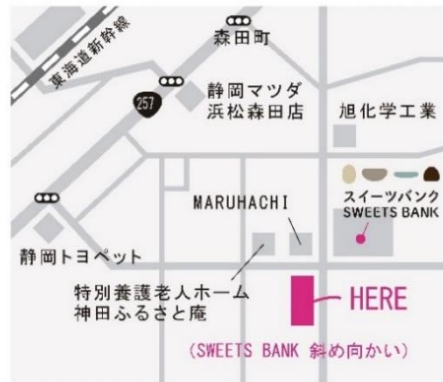 東海道新幹線
森田町
257
静岡マツダ
浜松森田店
旭化学工業
スイーツバンク
SWEETS BANK
MARUHACHI
静岡トヨペット
特別養護老人ホーム
神田ふるさと庵
HERE
(SWEETS BANK 斜め向かい)